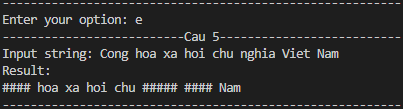 ------------------------------------------------------------
Enter your option: e
---------------------------Cau 5---------------------------
Input string: Cong hoa xa hoi chu nghia Viet Nam
Result:
#### hoa xa hoi chu ##### #### Nam
------------------------------------------------------------